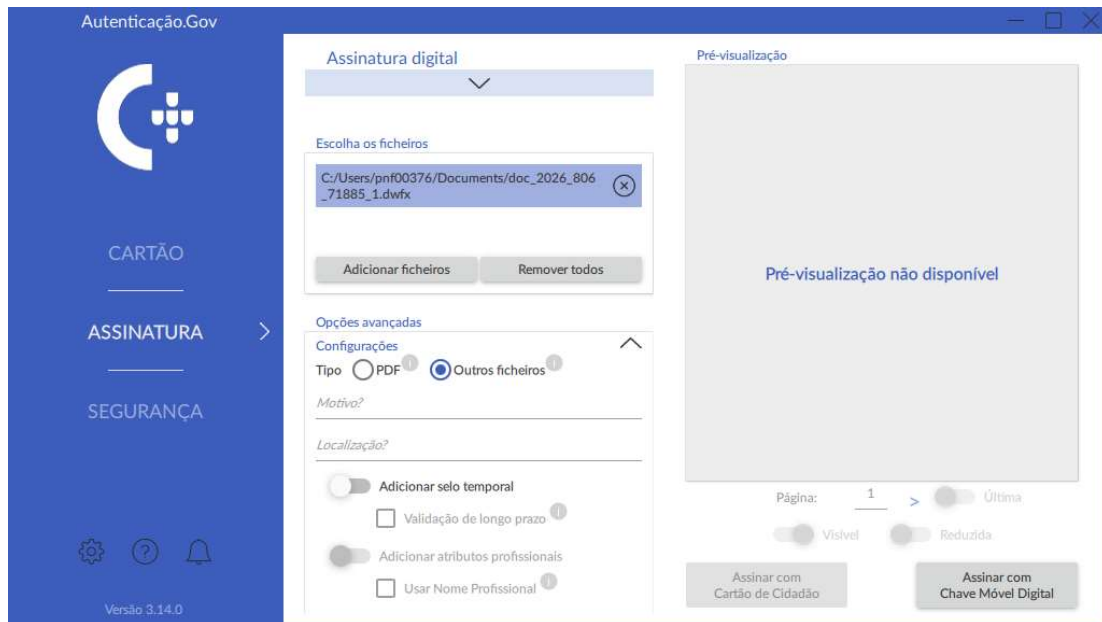 Autenticação.Gov
CARTÃO
ASSINATURA
SEGURANÇA
Versão 3.14.0
Assinatura digital
Escolha os ficheiros
C:/Users/pnf00376/Documents/doc_2026_806
_71885_1.dwfx
Adicionar ficheiros
Remover todos
Opções avançadas
Configurações
Tipo PDF Outros ficheiros
Motivo?
Localização?
Adicionar selo temporal
Validação de longo prazo
Adicionar atributos profissionais
Usar Nome Profissional
Pré-visualização
Pré-visualização não disponível
Página: 1 > Última
Visível Reduzida
Assinar com
Cartão de Cidadão
Assinar com
Chave Móvel Digital